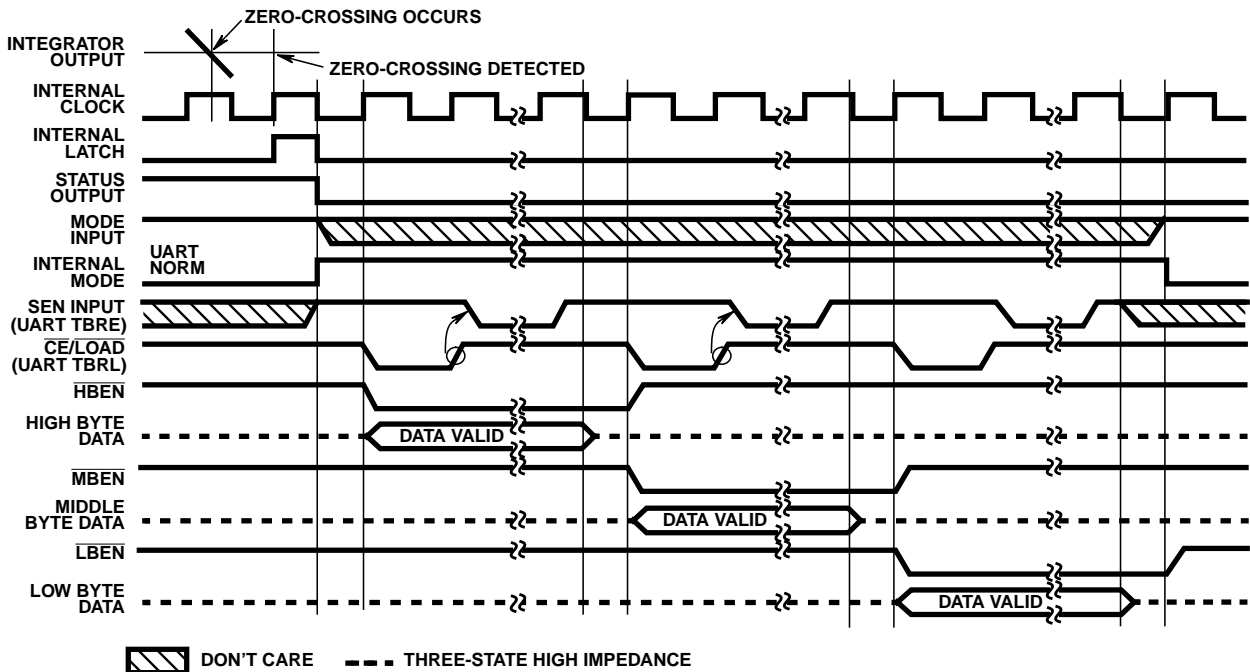 ZERO-CROSSING OCCURS
INTEGRATOR
OUTPUT
ZERO-CROSSING DETECTED
INTERNAL
CLOCK
INTERNAL
LATCH
STATUS
OUTPUT
MODE
INPUT
INTERNAL
MODE
UART
NORM
SEN INPUT
(UART TBRE)
CE/LOAD
(UART TBRL)
HBEN
HIGH BYTE
DATA
DATA VALID
MBEN
MIDDLE
BYTE DATA
DATA VALID
LBEN
LOW BYTE
DATA
DATA VALID
DON'T CARE
THREE-STATE HIGH IMPEDANCE